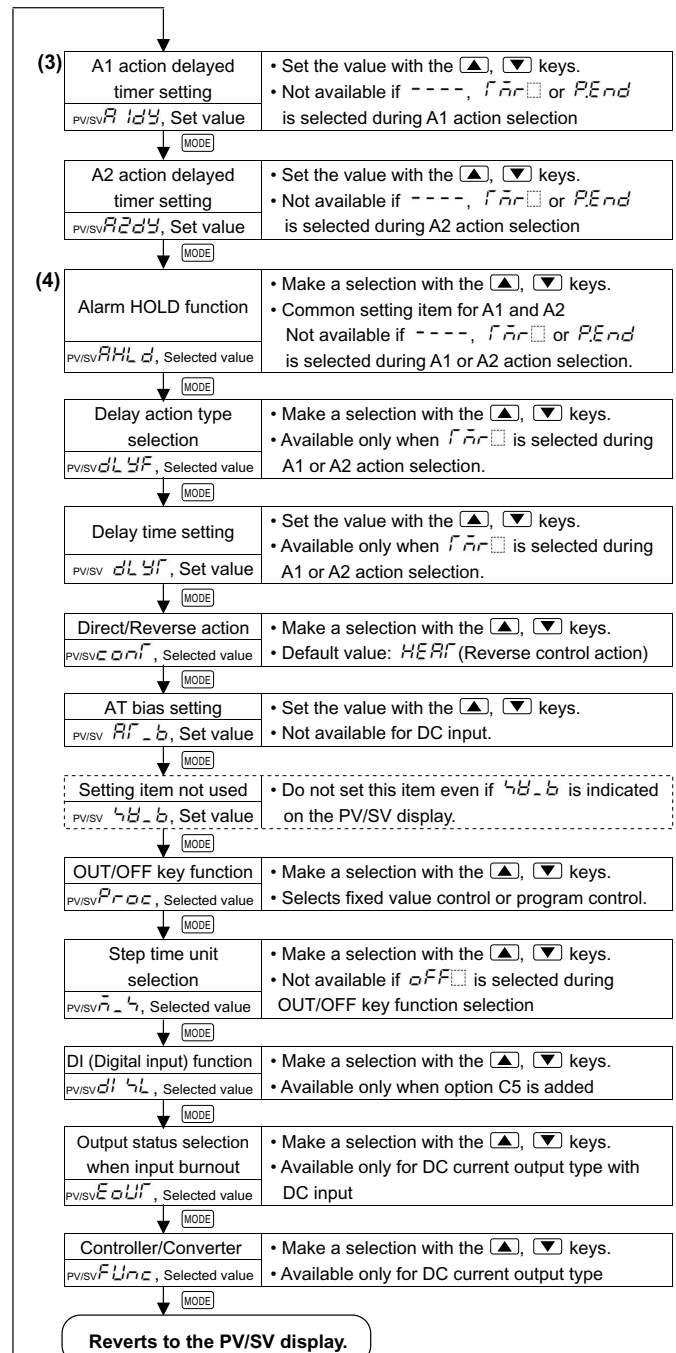 (3)
A1 action delayed
timer setting
PV/SV A1dY, Set value
• Set the value with the ▲, ▼ keys.
• Not available if ----, Tmr□ or P.End
is selected during A1 action selection
MODE
A2 action delayed
timer setting
PV/SV A2dY, Set value
• Set the value with the ▲, ▼ keys.
• Not available if ----, Tmr□ or P.End
is selected during A2 action selection
MODE
(4)
Alarm HOLD function
PV/SV AHLd, Selected value
• Make a selection with the ▲, ▼ keys.
• Common setting item for A1 and A2
Not available if ----, Tmr□ or P.End
is selected during A1 or A2 action selection.
MODE
Delay action type
selection
PV/SV dLYF, Selected value
• Make a selection with the ▲, ▼ keys.
• Available only when Tmr□ is selected during
A1 or A2 action selection.
MODE
Delay time setting
PV/SV dLYT, Set value
• Set the value with the ▲, ▼ keys.
• Available only when Tmr□ is selected during
A1 or A2 action selection.
MODE
Direct/Reverse action
PV/SV conT, Selected value
• Make a selection with the ▲, ▼ keys.
• Default value: HEAT (Reverse control action)
MODE
AT bias setting
PV/SV AT_b, Set value
• Set the value with the ▲, ▼ keys.
• Not available for DC input.
MODE
Setting item not used
PV/SV SV_b, Set value
• Do not set this item even if SV_b is indicated
on the PV/SV display.
MODE
OUT/OFF key function
PV/SV Proc, Selected value
• Make a selection with the ▲, ▼ keys.
• Selects fixed value control or program control.
MODE
Step time unit
selection
PV/SV m_s, Selected value
• Make a selection with the ▲, ▼ keys.
• Not available if oFF□ is selected during
OUT/OFF key function selection
MODE
DI (Digital input) function
PV/SV dISL, Selected value
• Make a selection with the ▲, ▼ keys.
• Available only when option C5 is added
MODE
Output status selection
when input burnout
PV/SV EoUT, Selected value
• Make a selection with the ▲, ▼ keys.
• Available only for DC current output type with
DC input
MODE
Controller/Converter
PV/SV FUnc, Selected value
• Make a selection with the ▲, ▼ keys.
• Available only for DC current output type
MODE
Reverts to the PV/SV display.